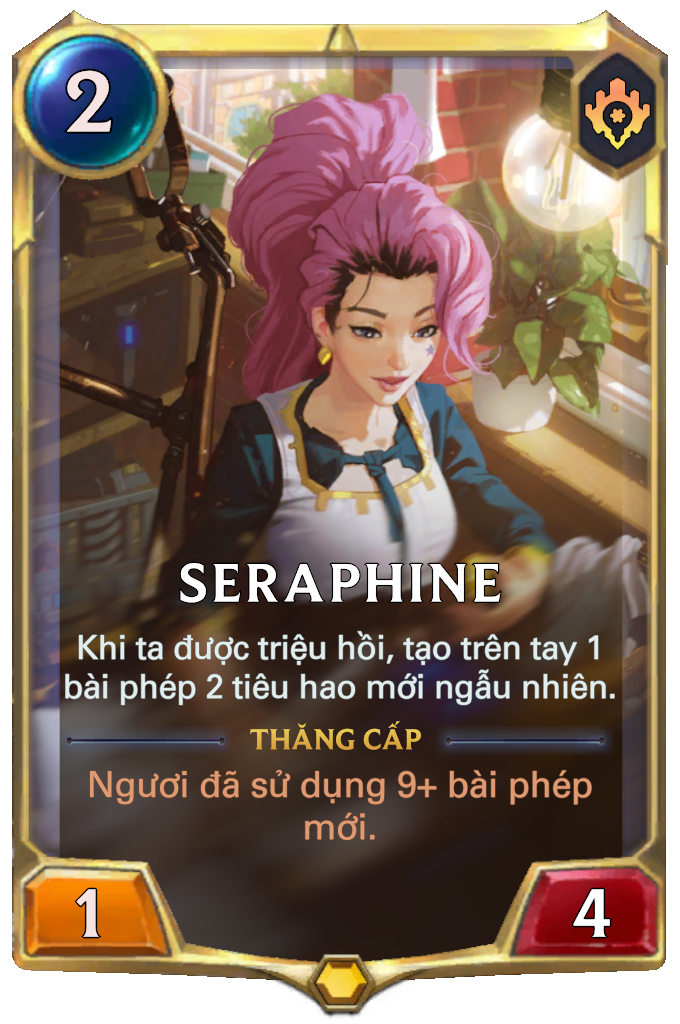 2
SERAPHINE
Khi ta được triệu hồi, tạo trên tay 1
bài phép 2 tiêu hao mới ngẫu nhiên.
THĂNG CẤP
Ngươi đã sử dụng 9+ bài phép
mới.
1
4